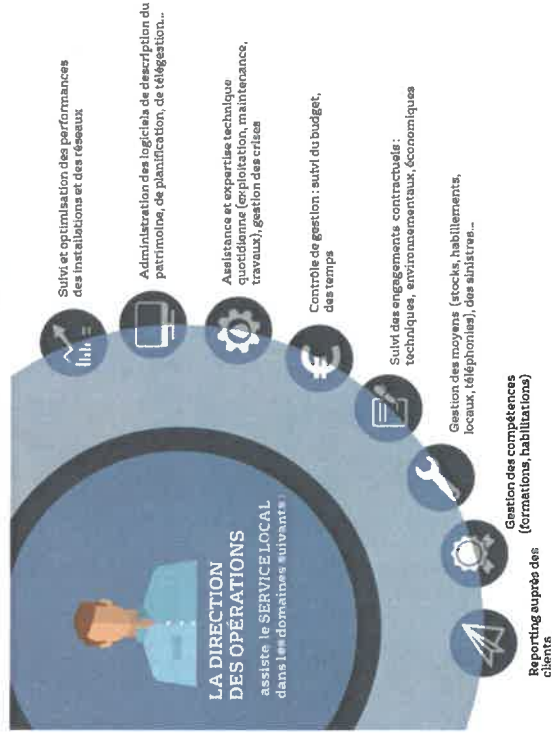 LA DIRECTION
DES OPÉRATIONS
assiste le SERVICE LOCAL
dans les domaines suivants :
Suivi et optimisation des performances
des installations et des réseaux
Administration des logiciels de description du
patrimoine, de planification, de télégestion...
Assistance et expertise technique
quotidienne (exploitation, maintenance,
travaux), gestion des crises
Contrôle de gestion : suivi du budget,
des temps
Suivi des engagements contractuels :
techniques, environnementaux, économiques
Gestion des moyens (stocks, habillements,
locaux, téléphonies), des sinistres...
Gestion des compétences
(formations, habilitations)
Reporting auprès des
clients